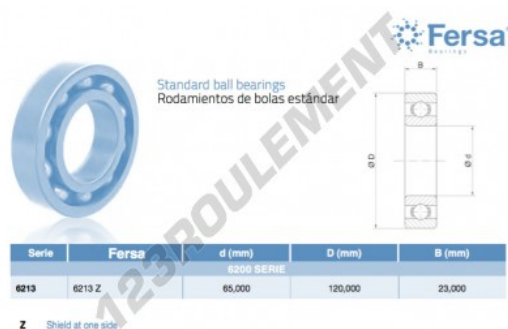 Fersa
Bearings
Standard ball bearings
Rodamientos de bolas estándar
B
Ø D
Ø d
123ROULEMENT
Serie Fersa d (mm) D (mm) B (mm)
6200 SERIE
6213 6213 Z 65,000 120,000 23,000
Z Shield at one side